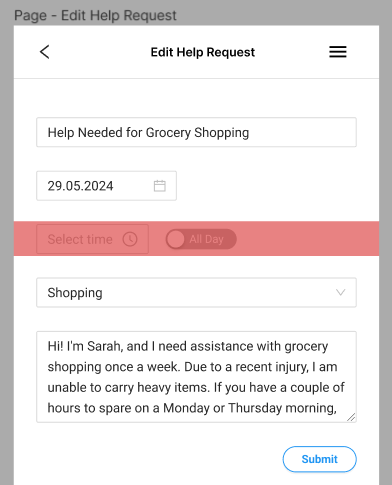 Page - Edit Help Request
Edit Help Request
Help Needed for Grocery Shopping
29.05.2024
Select time
All Day
Shopping
Hi! I'm Sarah, and I need assistance with grocery
shopping once a week. Due to a recent injury, I am
unable to carry heavy items. If you have a couple of
hours to spare on a Monday or Thursday morning,
Submit